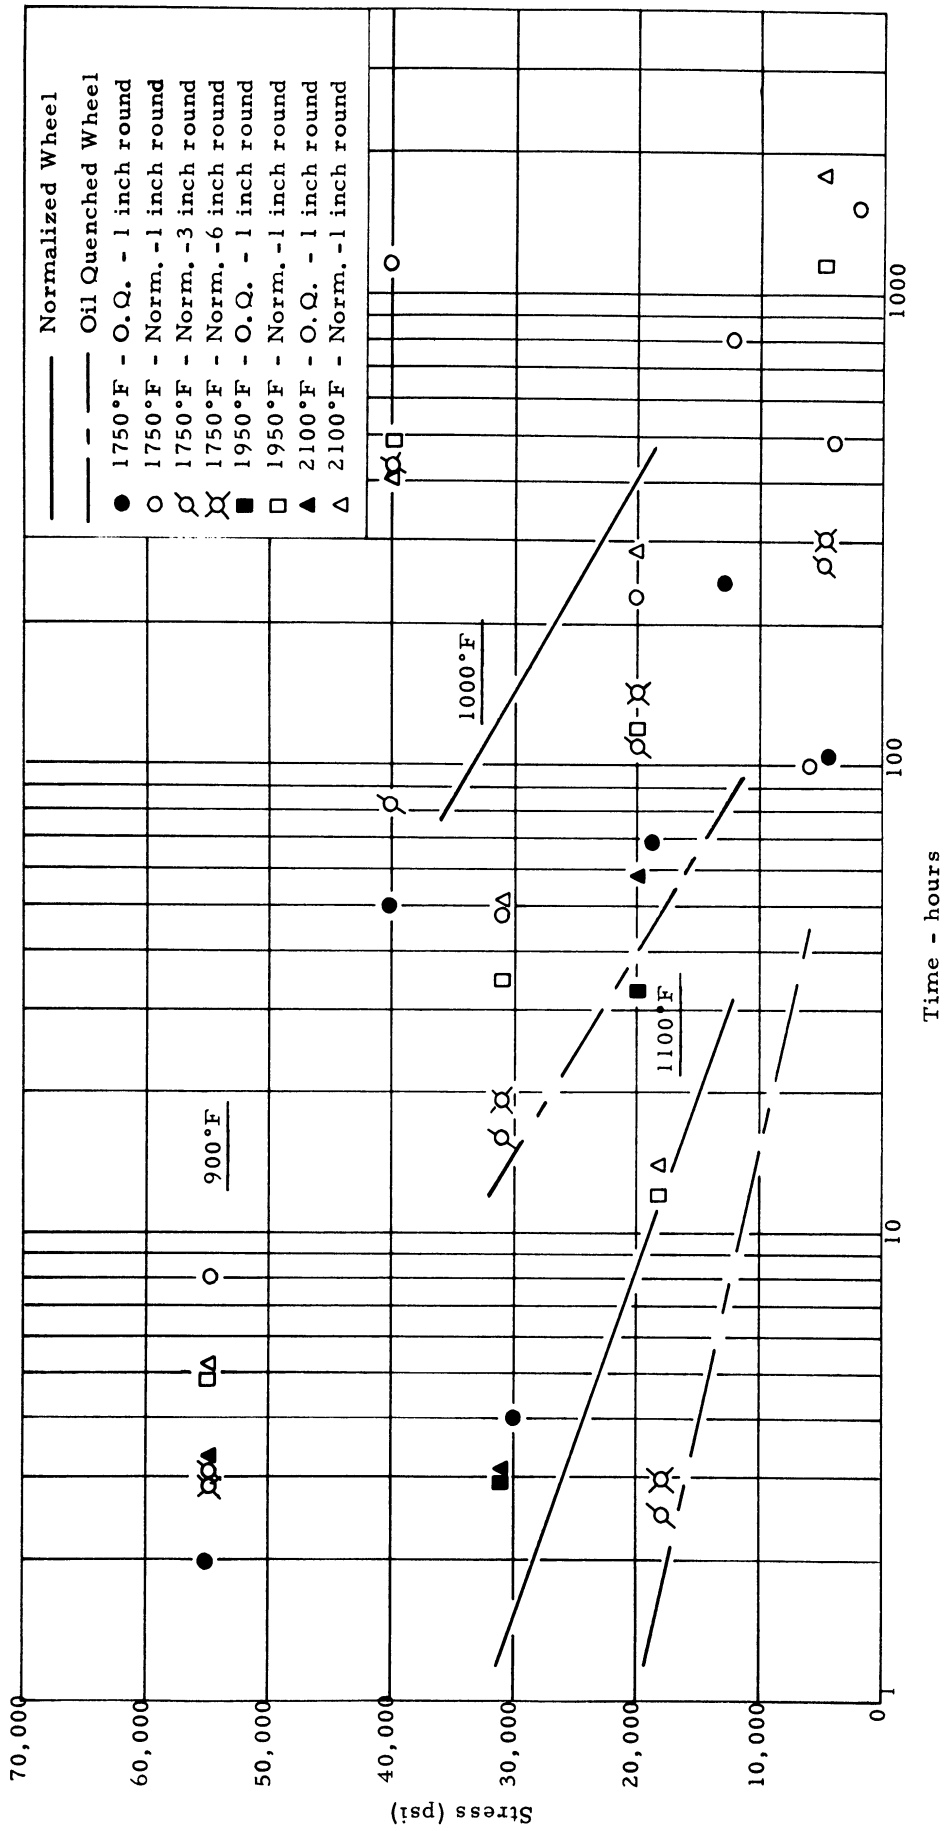 Normalized Wheel
Oil Quenched Wheel
1750°F - O.Q. - 1 inch round
1750°F - Norm. -1 inch round
1750°F - Norm. -3 inch round
1750°F - Norm. -6 inch round
1950°F - O.Q. - 1 inch round
1950°F - Norm. -1 inch round
2100°F - O.Q. - 1 inch round
2100°F - Norm. -1 inch round
70,000
60,000
50,000
40,000
30,000
20,000
10,000
0
Stress (psi)
900°F
1000°F
1100°F
1
10
100
1000
Time - hours